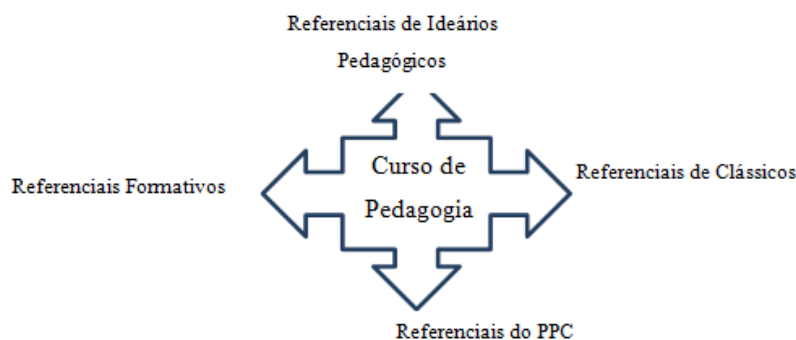 Referenciais de Ideários
Pedagógicos
Referenciais Formativos
Curso de
Pedagogia
Referenciais de Clássicos
Referenciais do PPC